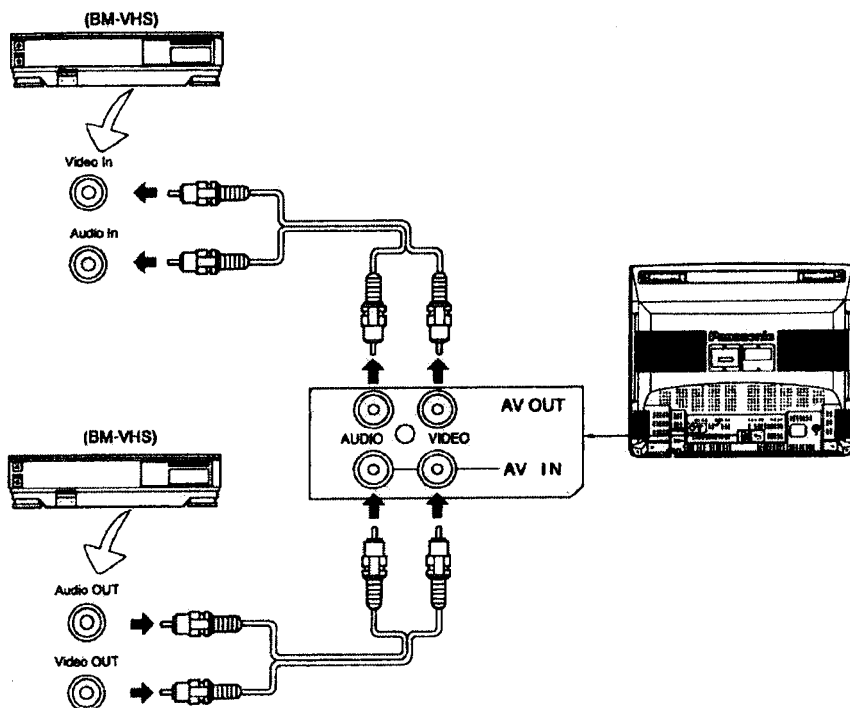 (BM-VHS)
Video In
Audio In
Panasonic
AV OUT
AUDIO VIDEO
AV IN
(BM-VHS)
Audio OUT
Video OUT